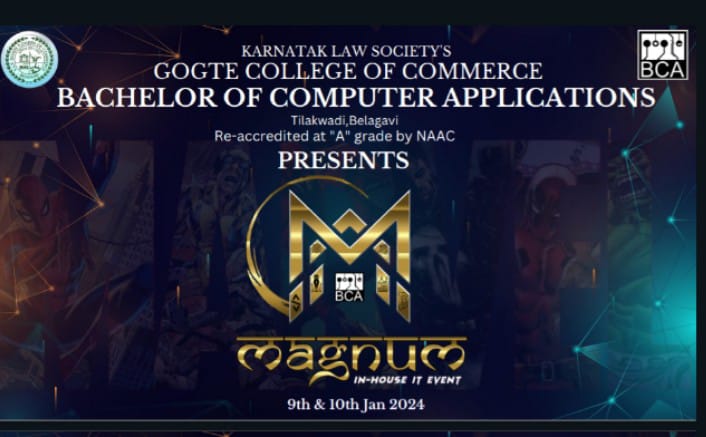 KARNATAK LAW SOCIETY'S
GOGTE COLLEGE OF COMMERCE
BACHELOR OF COMPUTER APPLICATIONS
BCA
Tilakwadi,Belagavi
Re-accredited at "A" grade by NAAC
PRESENTS
BCA
magnum
IN-HOUSE IT EVENT
9th & 10th Jan 2024